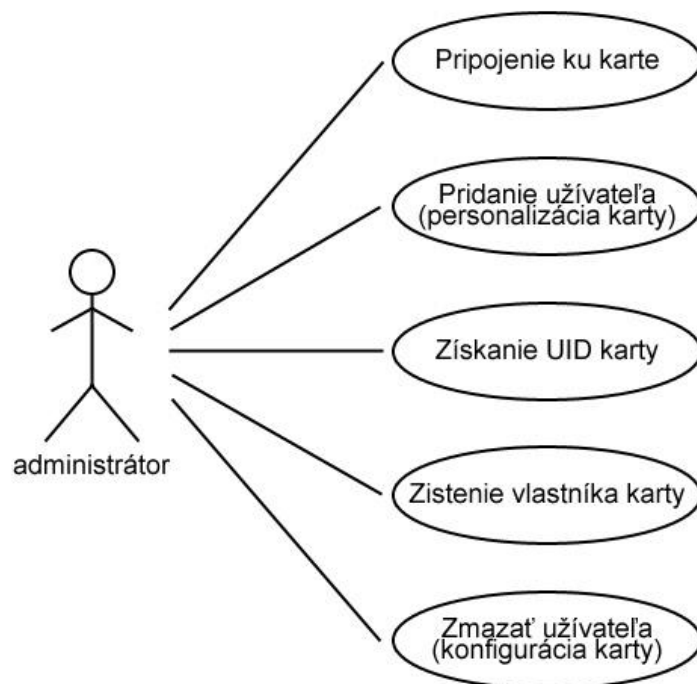 Pripojenie ku karte
Pridanie užívateľa
(personalizácia karty)
Získanie UID karty
administrátor
Zistenie vlastníka karty
Zmazať užívateľa
(konfigurácia karty)